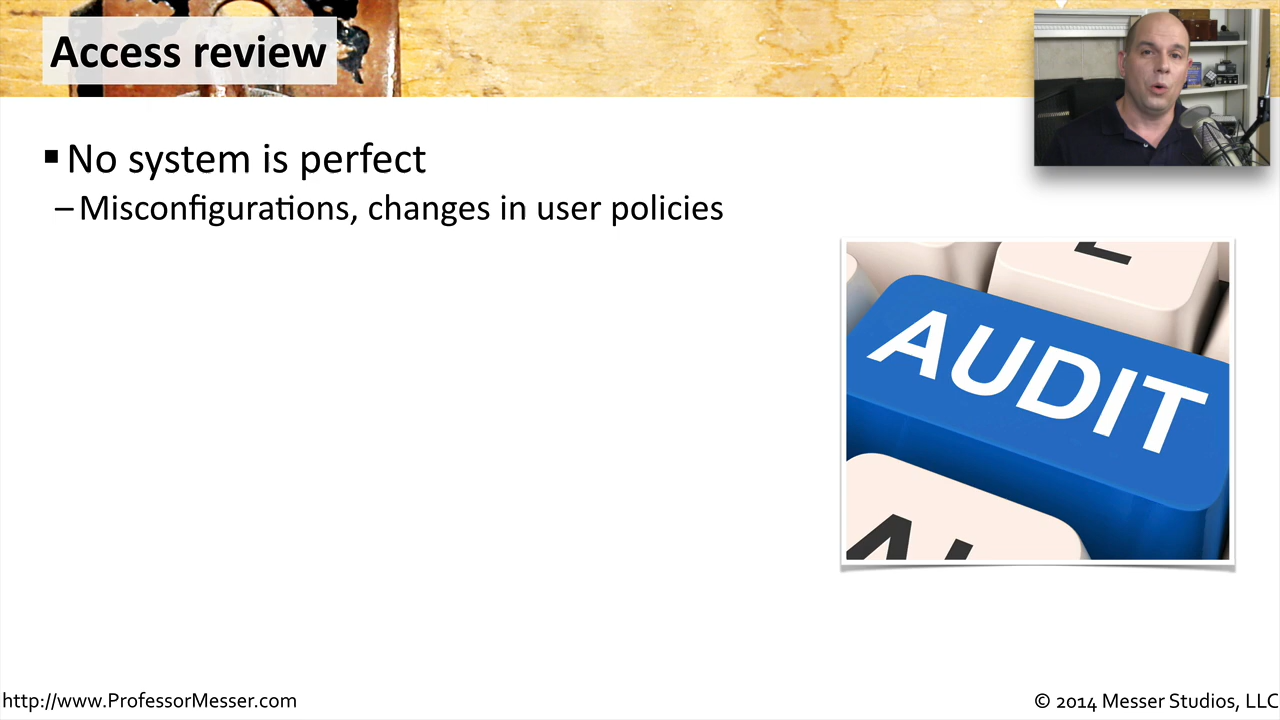 Access review
▪ No system is perfect
– Misconfigurations, changes in user policies
AUDIT
http://www.ProfessorMesser.com
© 2014 Messer Studios, LLC